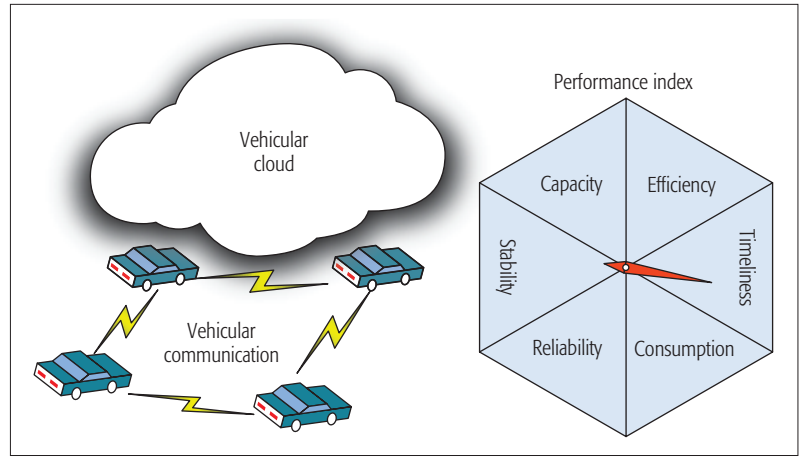 Vehicular
cloud
Vehicular
communication
Performance index
Capacity
Efficiency
Stability
Timeliness
Reliability
Consumption